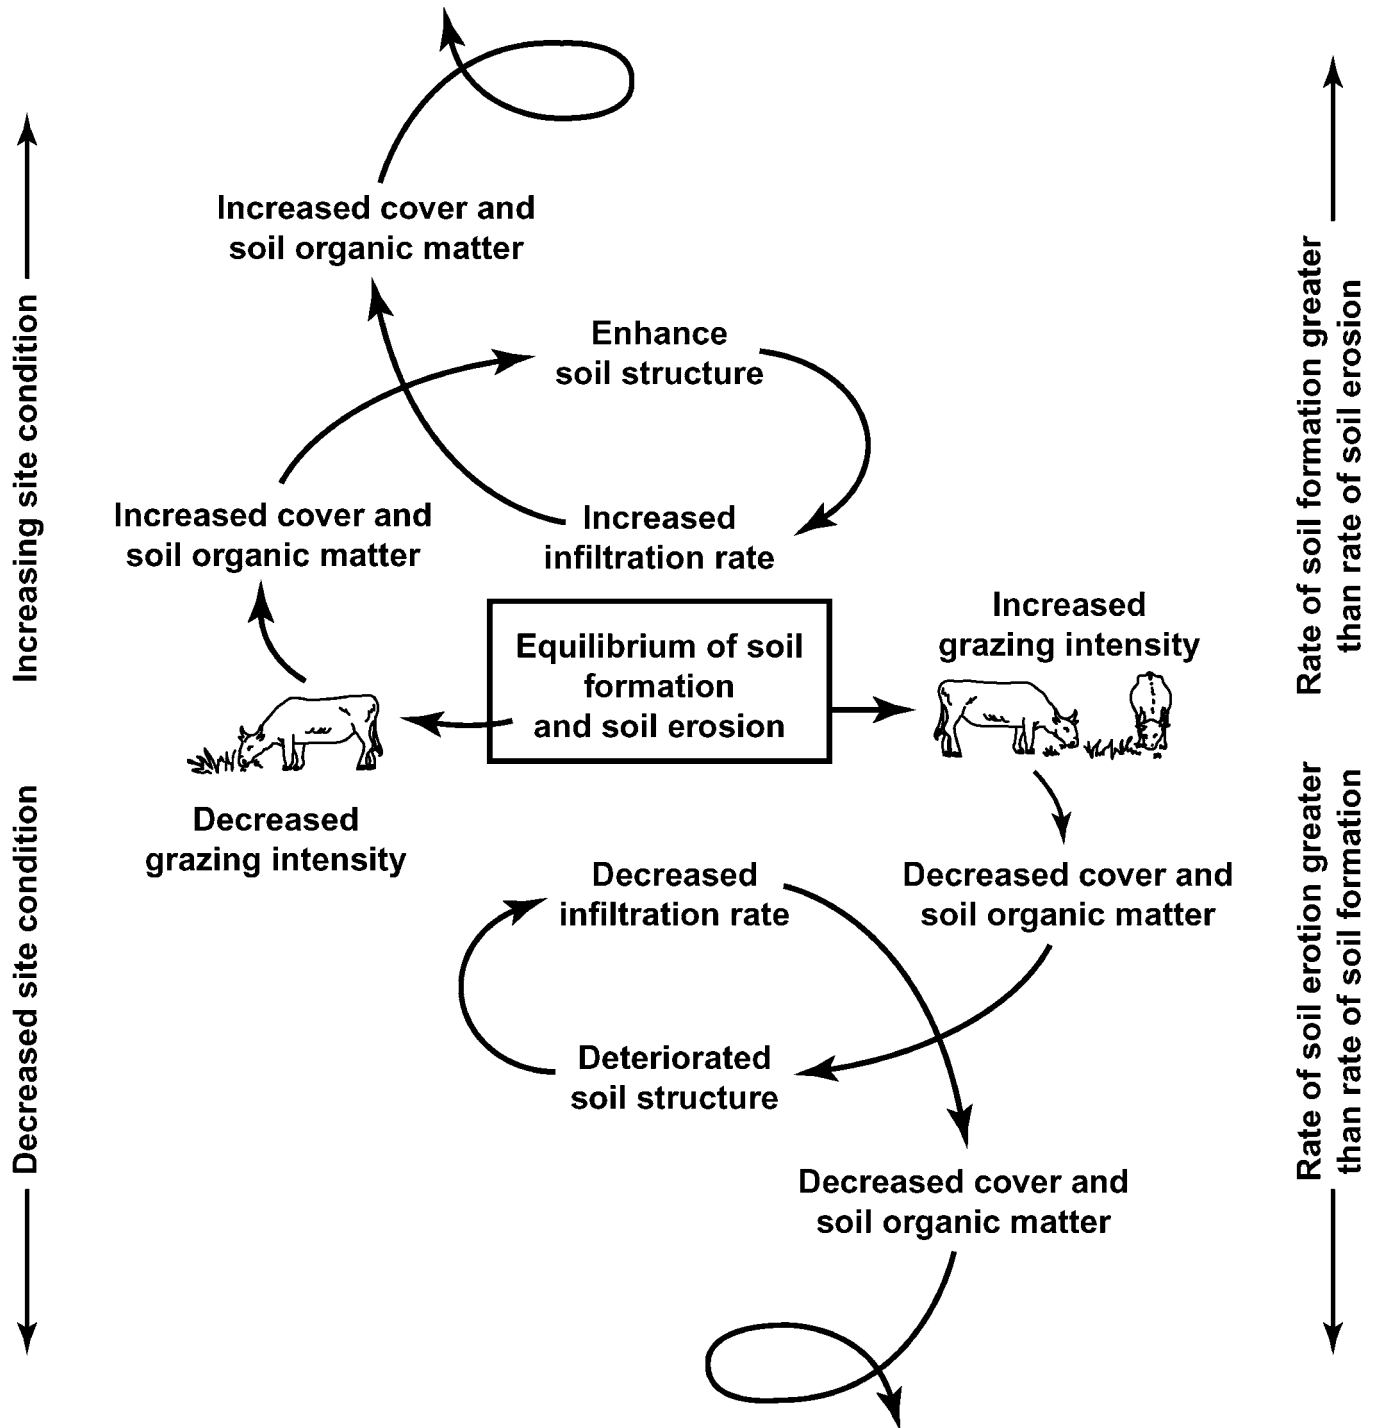 Increased cover and
soil organic matter
Enhance
soil structure
Increased cover and
soil organic matter
Increased
infiltration rate
Equilibrium of soil
formation
and soil erosion
Increased
grazing intensity
Decreased
grazing intensity
Decreased
infiltration rate
Decreased cover and
soil organic matter
Deteriorated
soil structure
Decreased cover and
soil organic matter
Increasing site condition
Decreased site condition
Rate of soil formation greater
than rate of soil erosion
Rate of soil erotion greater
than rate of soil formation